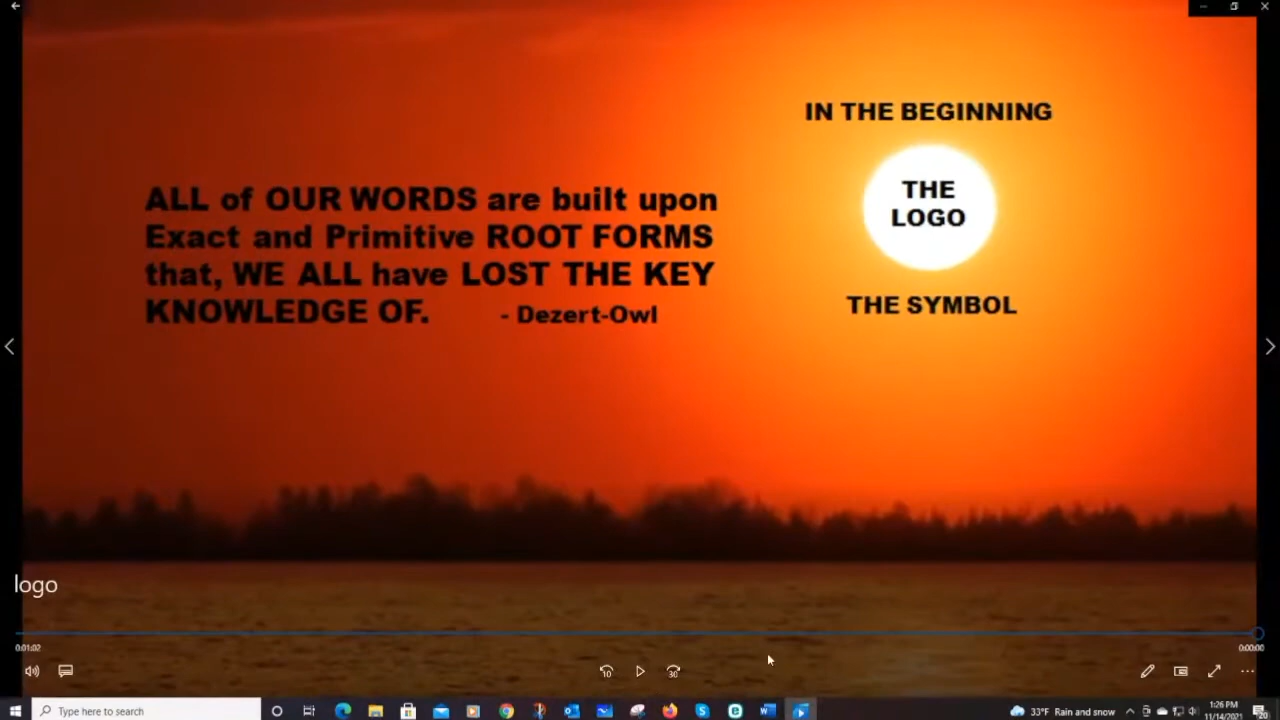 IN THE BEGINNING
THE
LOGO
THE SYMBOL
ALL of OUR WORDS are built upon
Exact and Primitive ROOT FORMS
that, WE ALL have LOST THE KEY
KNOWLEDGE OF. - Dezert-Owl
logo
0:01:02
0:00:00
10
30
Type here to search
33°F Rain and snow
1:26 PM
11/14/2021
20